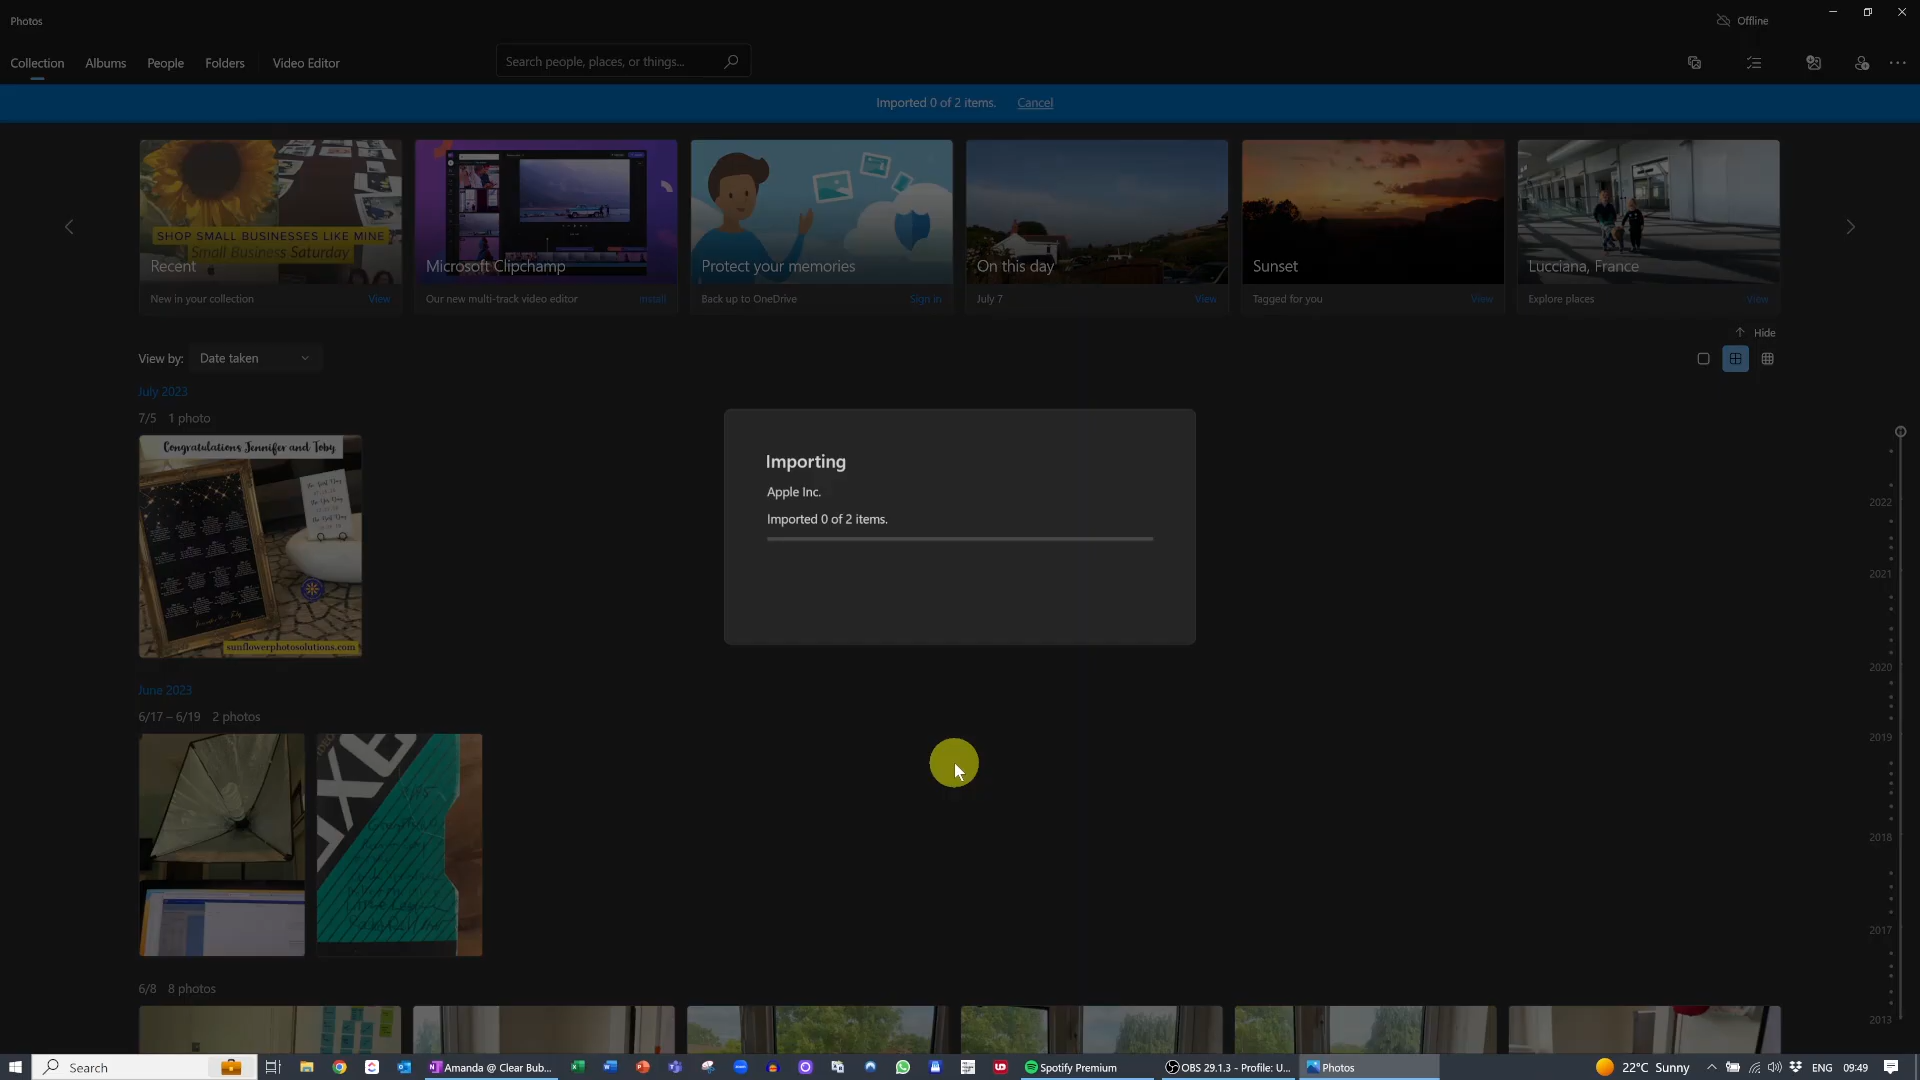 Photos
Offline
Collection
Albums
People
Folders
Video Editor
Search people, places, or things...
Imported 0 of 2 items.
Cancel
SHOP SMALL BUSINESSES LIKE MINE
Small Business Saturday
Recent
New in your collection
View
Microsoft Clipchamp
Our new multi-track video editor
Install
Protect your memories
Back up to OneDrive
Sign in
On this day
July 7
View
Sunset
Tagged for you
View
Lucciana, France
Explore places
View
Hide
View by:
Date taken
July 2023
7/5 1 photo
Congratulations Jennifer and Toby
sunflowerphotosolutions.com
Importing
Apple Inc.
Imported 0 of 2 items.
2022
2021
2020
2019
2018
2017
2013
June 2023
6/17 – 6/19 2 photos
6/8 8 photos
Search
Amanda @ Clear Bub...
Spotify Premium
OBS 29.1.3 - Profile: U...
Photos
22°C Sunny
ENG
09:49